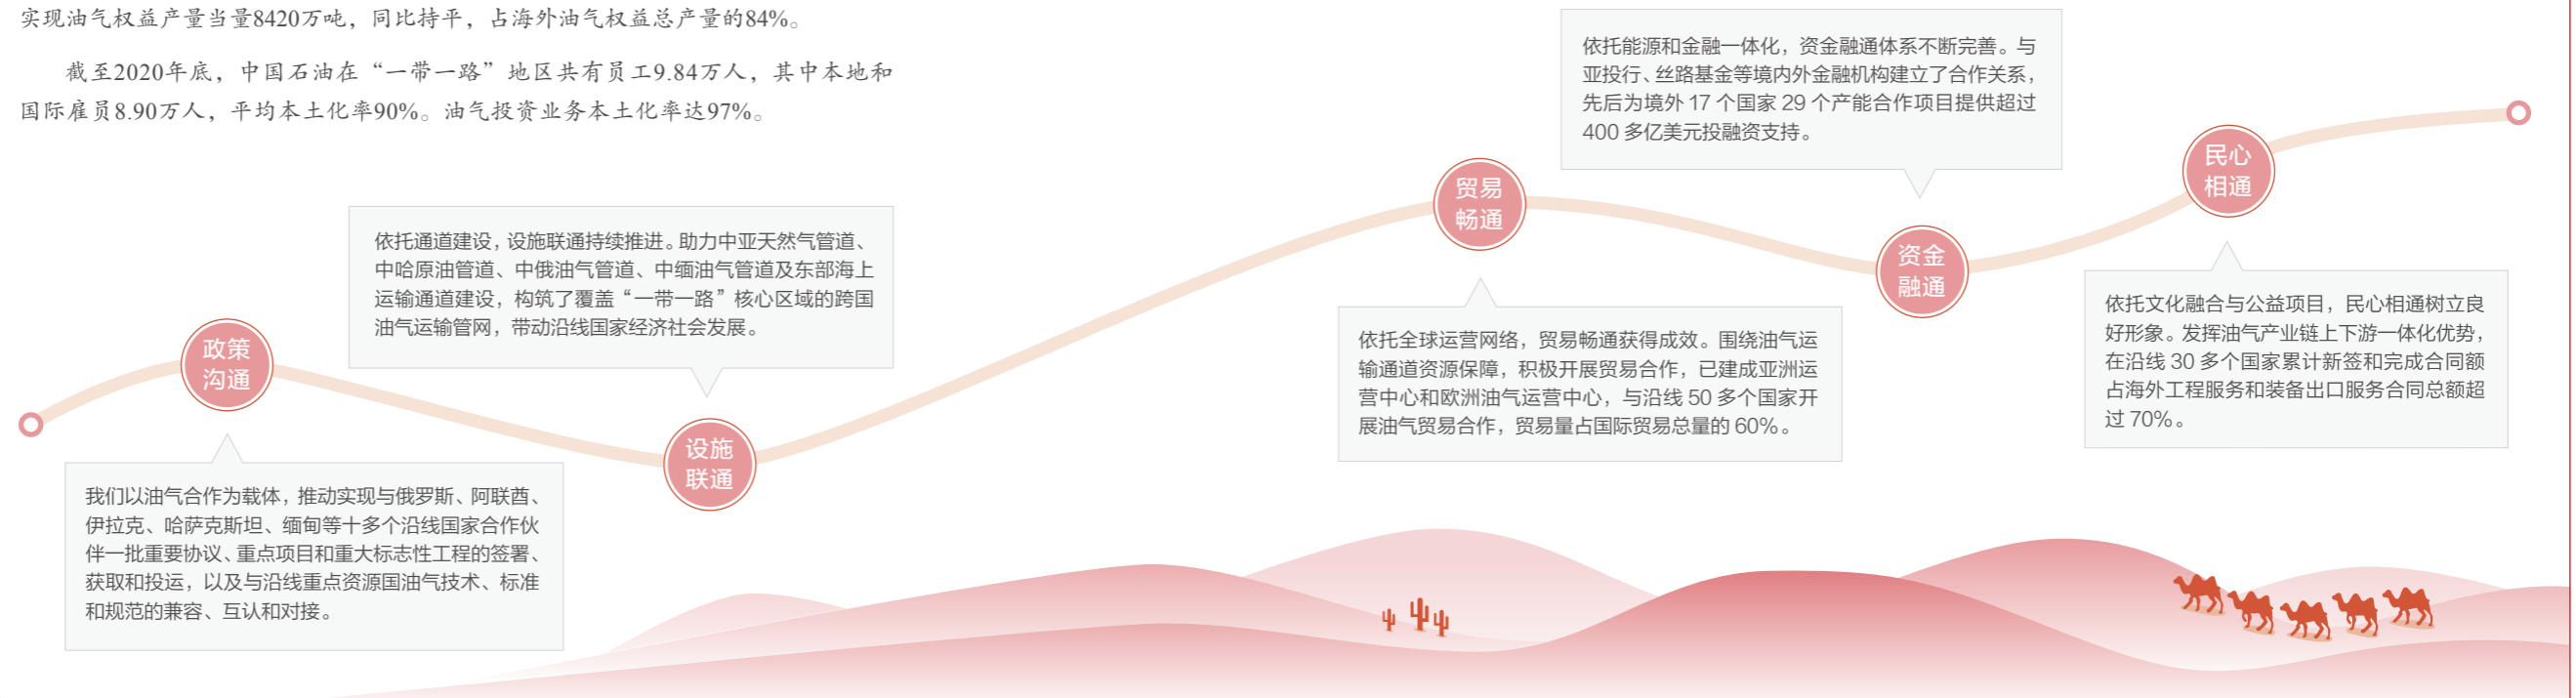 实现油气权益产量当量8420万吨，同比持平，占海外油气权益总产量的84%。
截至2020年底，中国石油在“一带一路”地区共有员工9.84万人，其中本地和
国际雇员8.90万人，平均本土化率90%。油气投资业务本土化率达97%。
政策
沟通
我们以油气合作为载体，推动实现与俄罗斯、阿联酋、
伊拉克、哈萨克斯坦、缅甸等十多个沿线国家合作伙
伴一批重要协议、重点项目和重大标志性工程的签署、
获取和投运，以及与沿线重点资源国油气技术、标准
和规范的兼容、互认和对接。
依托通道建设，设施联通持续推进。助力中亚天然气管道、
中哈原油管道、中俄油气管道、中缅油气管道及东部海上
运输通道建设，构筑了覆盖“一带一路”核心区域的跨国
油气运输管网，带动沿线国家经济社会发展。
设施
联通
贸易
畅通
依托全球运营网络，贸易畅通获得成效。围绕油气运
输通道资源保障，积极开展贸易合作，已建成亚洲运
营中心和欧洲油气运营中心，与沿线 50 多个国家开
展油气贸易合作，贸易量占国际贸易总量的 60%。
依托能源和金融一体化，资金融通体系不断完善。与
亚投行、丝路基金等境内外金融机构建立了合作关系，
先后为境外 17 个国家 29 个产能合作项目提供超过
400 多亿美元投融资支持。
资金
融通
民心
相通
依托文化融合与公益项目，民心相通树立良
好形象。发挥油气产业链上下游一体化优势，
在沿线 30 多个国家累计新签和完成合同额
占海外工程服务和装备出口服务合同总额超
过 70%。